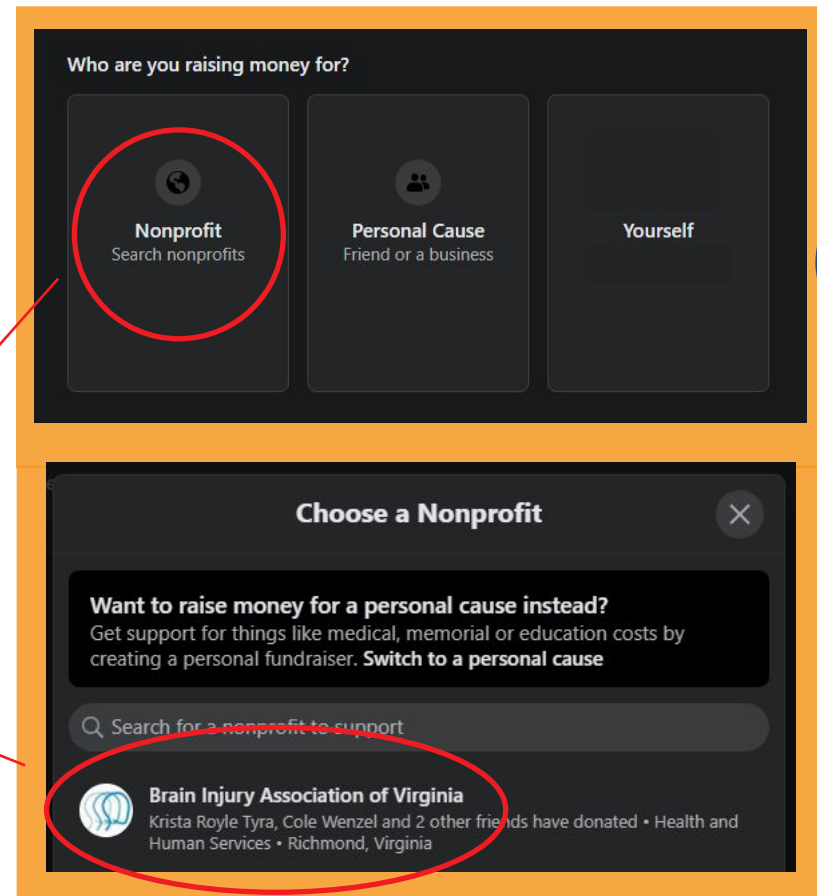 Who are you raising money for?
Nonprofit
Search nonprofits
Personal Cause
Friend or a business
Yourself
Choose a Nonprofit
Want to raise money for a personal cause instead?
Get support for things like medical, memorial or education costs by
creating a personal fundraiser. Switch to a personal cause
Search for a nonprofit to support
Brain Injury Association of Virginia
Krista Royle Tyra, Cole Wenzel and 2 other friends have donated • Health and
Human Services • Richmond, Virginia